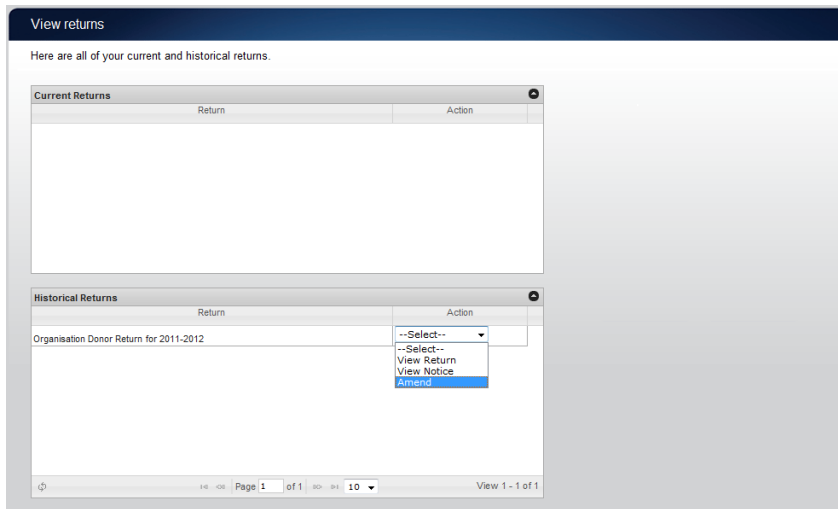 View returns
Here are all of your current and historical returns.
Current Returns
Return Action
Historical Returns
Return Action
Organisation Donor Return for 2011-2012 --Select--
--Select--
View Return
View Notice
Amend
Page 1 of 1 10 View 1 - 1 of 1